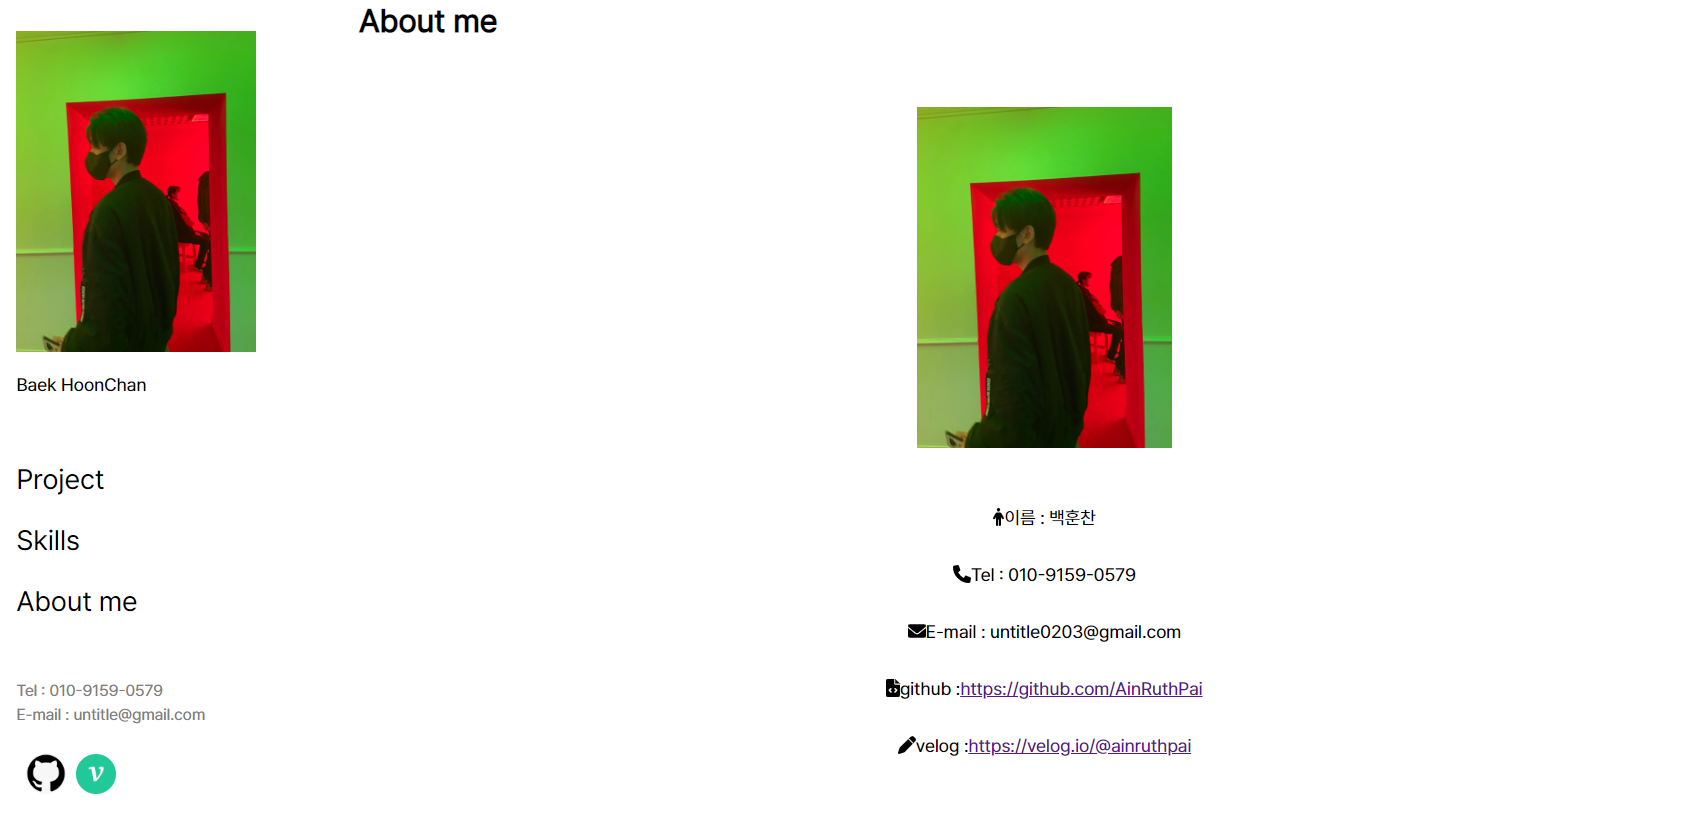 Baek HoonChan
Project
Skills
About me
Tel : 010-9159-0579
E-mail : untitle@gmail.com
v
About me
이름 : 백훈찬
Tel : 010-9159-0579
E-mail : untitle0203@gmail.com
github :https://github.com/AinRuthPai
velog :https://velog.io/@ainruthpai